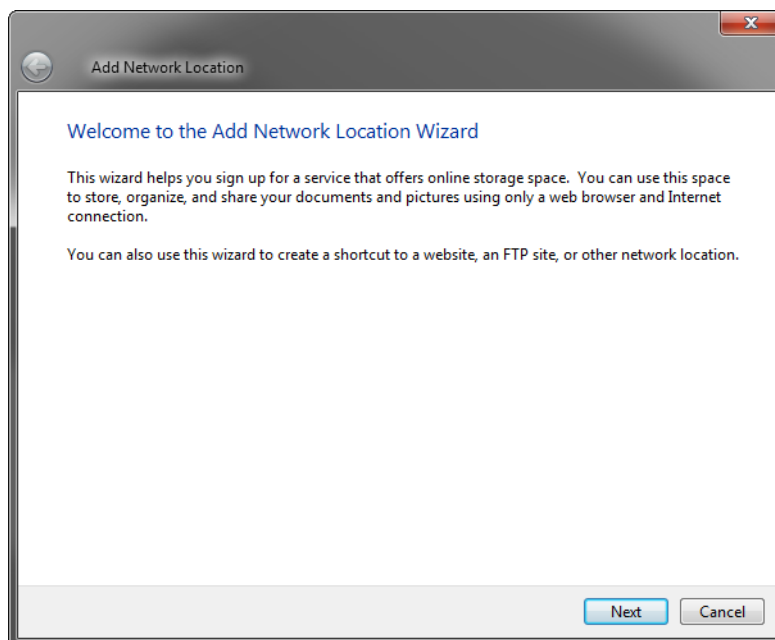 Add Network Location
Welcome to the Add Network Location Wizard
This wizard helps you sign up for a service that offers online storage space.  You can use this space
to store, organize, and share your documents and pictures using only a web browser and Internet
connection.
You can also use this wizard to create a shortcut to a website, an FTP site, or other network location.
Next
Cancel